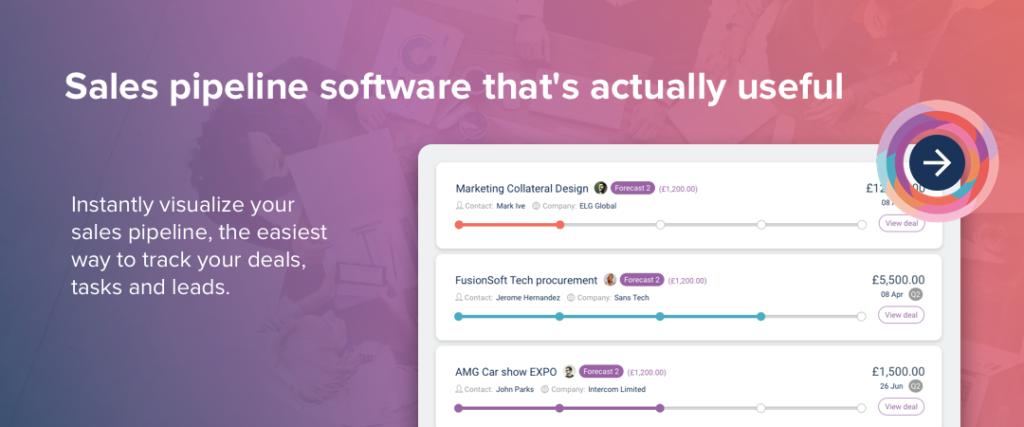 Sales pipeline software that's actually useful
Instantly visualize your
sales pipeline, the easiest
way to track your deals,
tasks and leads.
Marketing Collateral Design Forecast 2 (£1,200.00)
Contact: Mark Ive Company: ELG Global
08
View deal
FusionSoft Tech procurement Forecast 2 (£1,200.00)
£5,500.00
Contact: Jerome Hernandez Company: Sans Tech
08 Apr Q2
View deal
AMG Car show EXPO Forecast 2 (£1,200.00)
£1,500.00
Contact: John Parks Company: Intercom Limited
26 Jun Q2
View deal